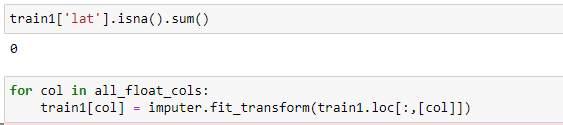 train1['lat'].isna().sum()
0
for col in all_float_cols:
    train1[col] = imputer.fit_transform(train1.loc[:,[col]])